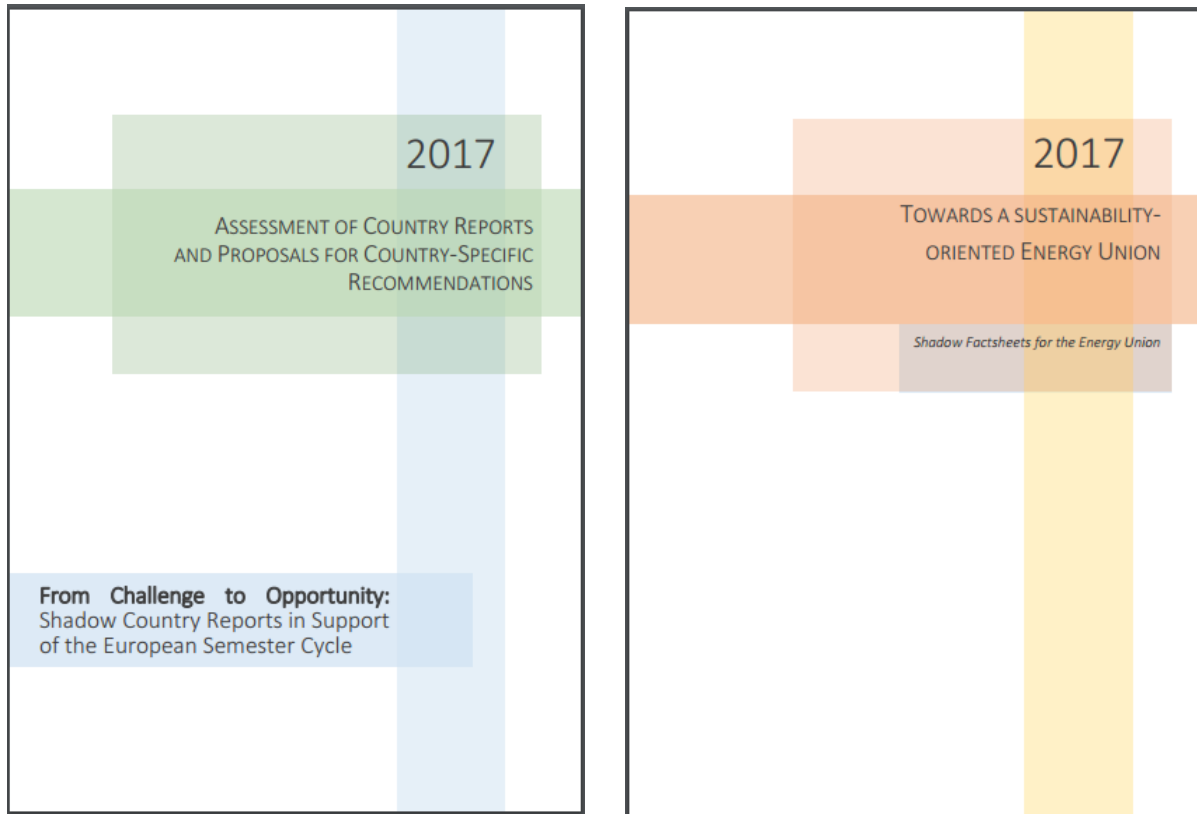 2017
ASSESSMENT OF COUNTRY REPORTS
AND PROPOSALS FOR COUNTRY-SPECIFIC
RECOMMENDATIONS
From Challenge to Opportunity:
Shadow Country Reports in Support
of the European Semester Cycle
2017
TOWARDS A SUSTAINABILITY-
ORIENTED ENERGY UNION
Shadow Factsheets for the Energy Union